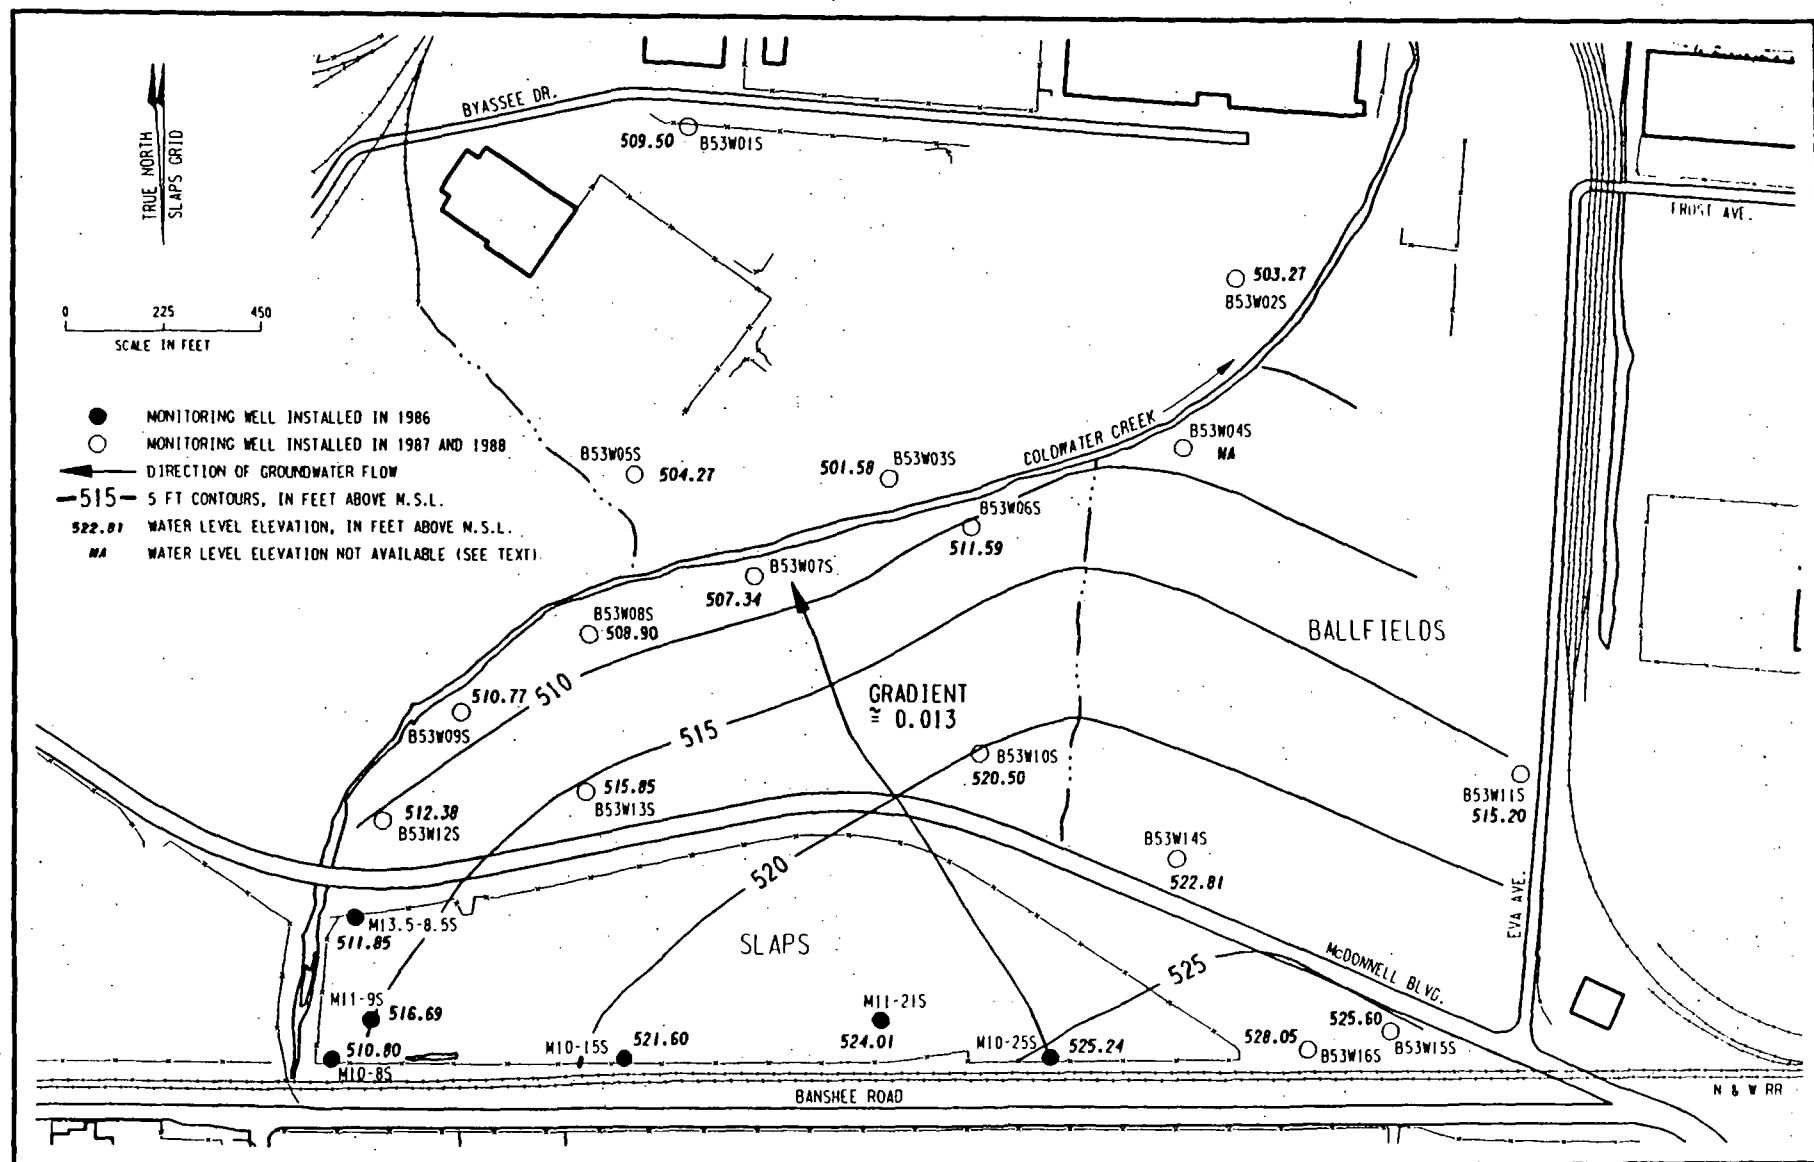 BYASSEE DR.
509.50
B53W01S
TRUE NORTH
SLAPS GRID
FROST AVE.
503.27
B53W02S
0 225 450
SCALE IN FEET
MONITORING WELL INSTALLED IN 1986
MONITORING WELL INSTALLED IN 1987 AND 1988
DIRECTION OF GROUNDWATER FLOW
515 5 FT CONTOURS, IN FEET ABOVE M.S.L.
522.81 WATER LEVEL ELEVATION, IN FEET ABOVE M.S.L.
NA WATER LEVEL ELEVATION NOT AVAILABLE (SEE TEXT)
COLDWATER CREEK
B53W04S
NA
B53W05S
504.27
501.58
B53W03S
B53W06S
511.59
B53W07S
507.34
B53W08S
508.90
BALLFIELDS
510.77
B53W09S
510
515
GRADIENT
≅ 0.013
B53W10S
520.50
B53W11S
515.20
515.85
B53W13S
512.38
B53W12S
B53W14S
522.81
520
EVA AVE.
M13.5-8.5S
511.85
SLAPS
525
McDONNELL BLVD.
M11-9S
516.69
M11-21S
524.01
510.80
M10-8S
M10-15S
521.60
M10-25S
525.24
528.05
B53W16S
525.60
B53W15S
BANSHEE ROAD
N & W RR